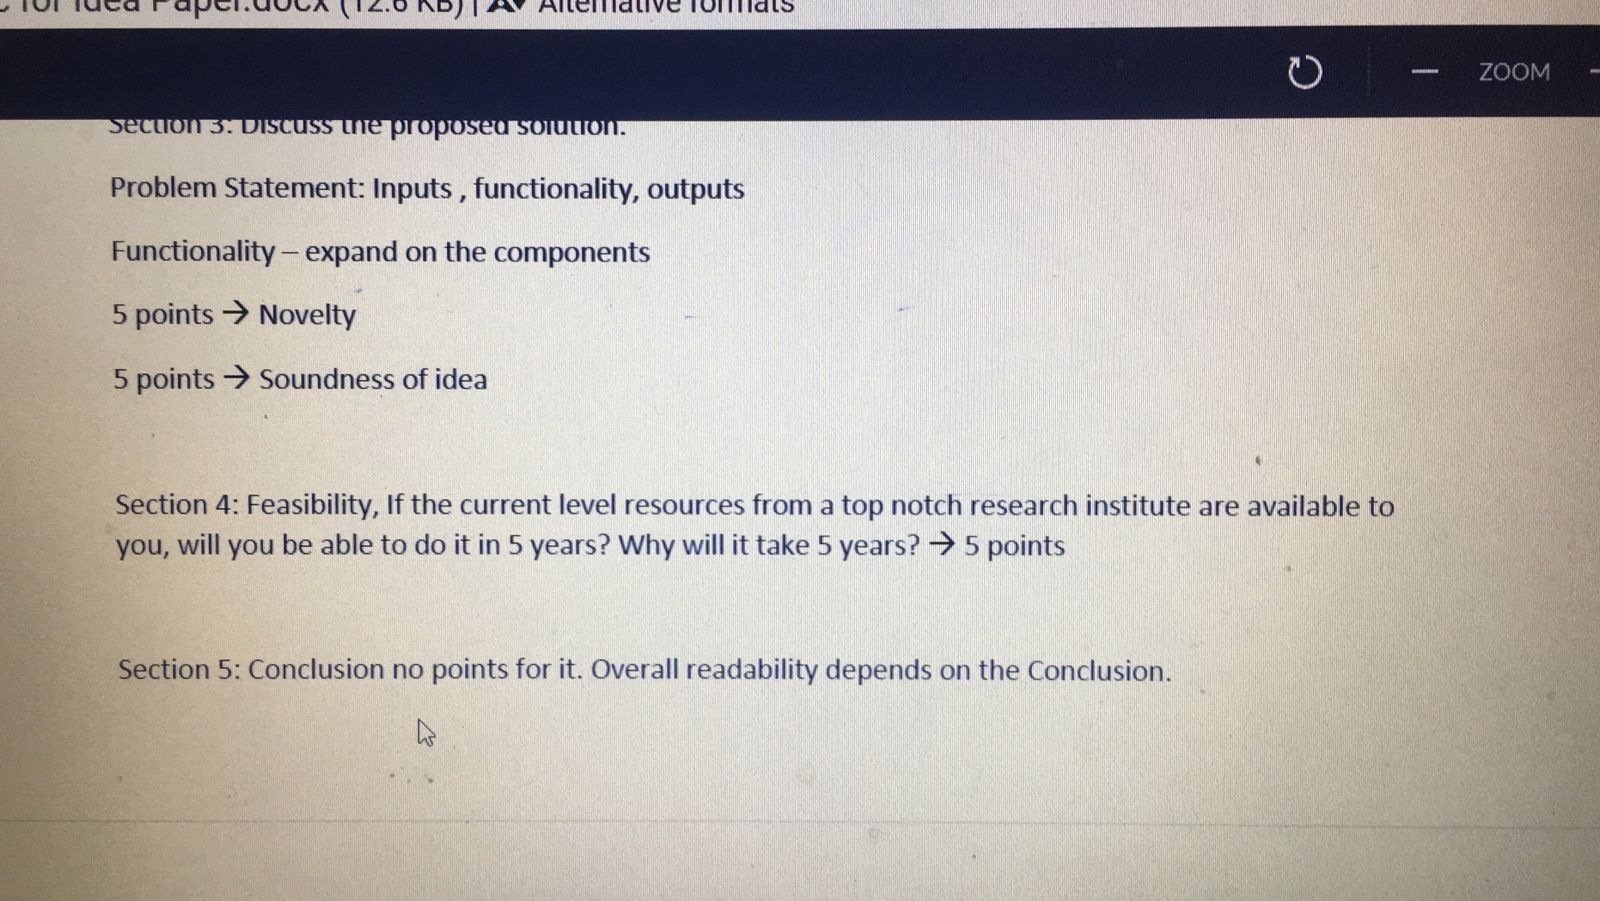 for Idea Paper.docx (12.6 KB) | Alternative formats
ZOOM
Section 3: Discuss the proposed solution.
Problem Statement: Inputs , functionality, outputs
Functionality – expand on the components
5 points → Novelty
5 points → Soundness of idea
Section 4: Feasibility, If the current level resources from a top notch research institute are available to
you, will you be able to do it in 5 years? Why will it take 5 years? → 5 points
Section 5: Conclusion no points for it. Overall readability depends on the Conclusion.